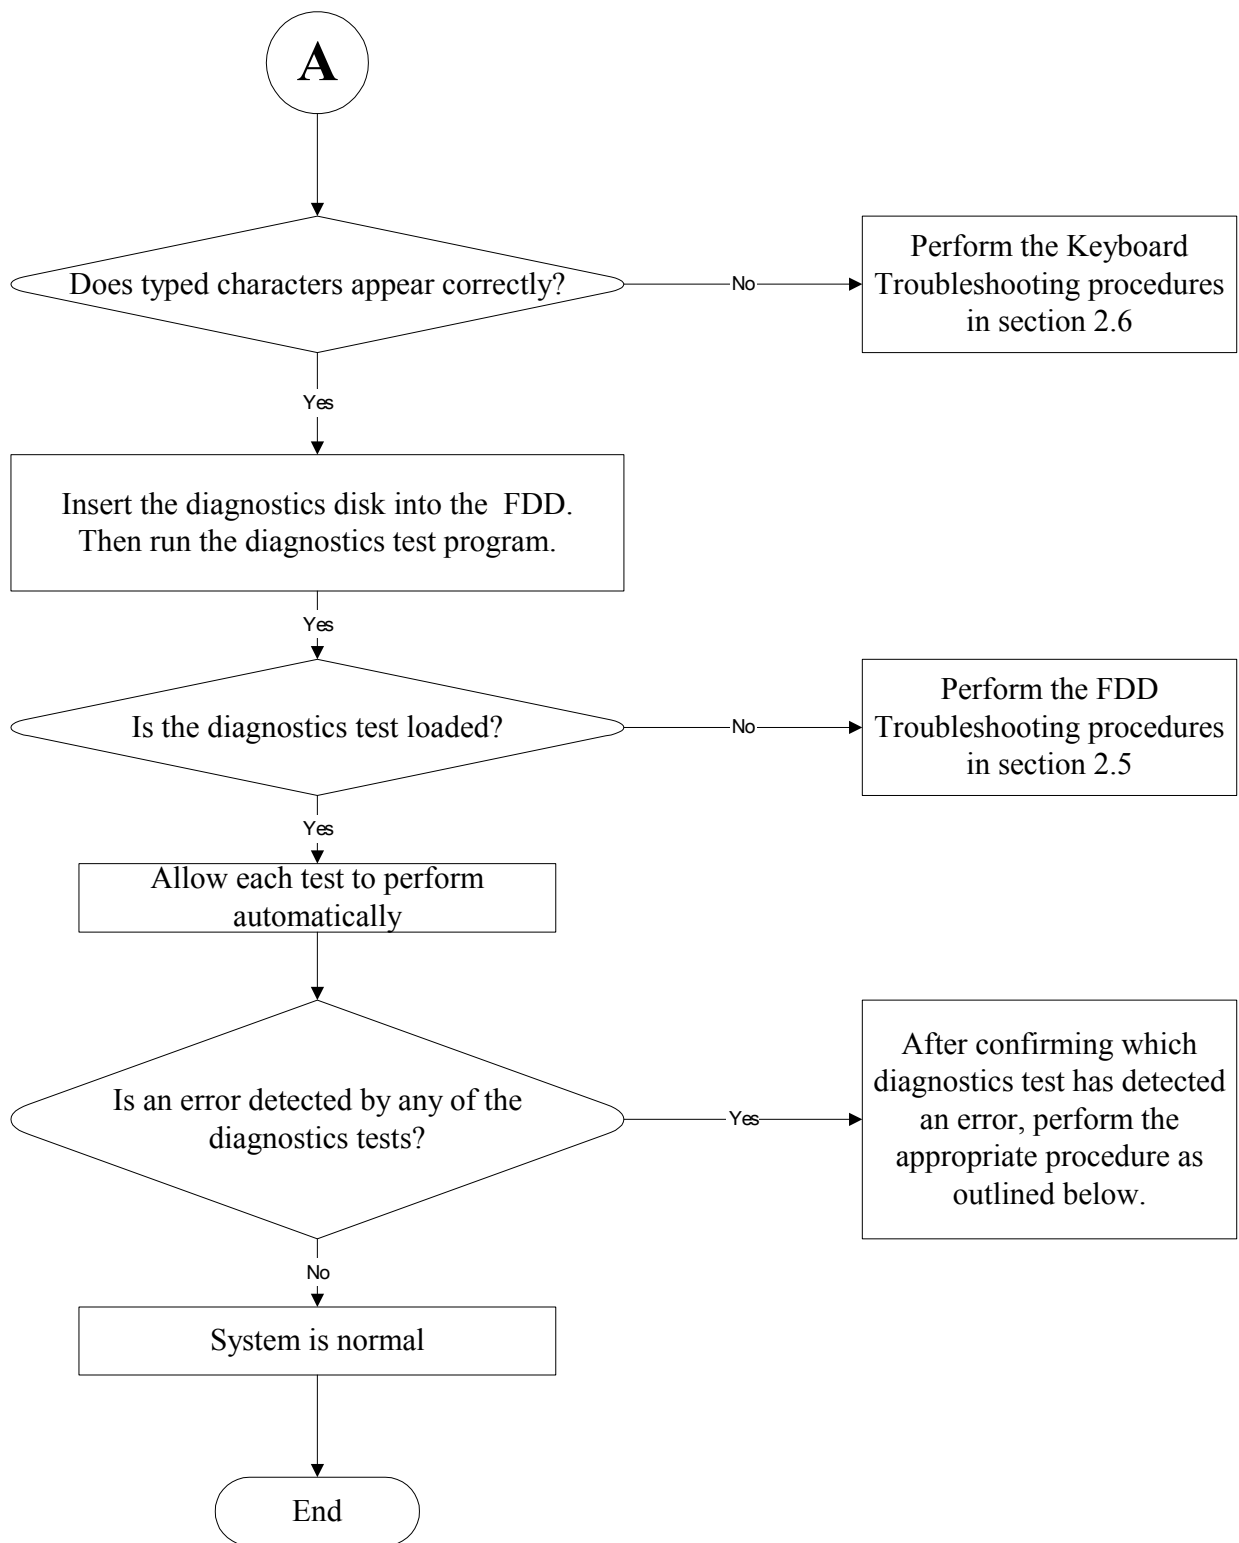 A
Does typed characters appear correctly?
No
Perform the Keyboard
Troubleshooting procedures
in section 2.6
Yes
Insert the diagnostics disk into the  FDD.
Then run the diagnostics test program.
Yes
Is the diagnostics test loaded?
No
Perform the FDD
Troubleshooting procedures
in section 2.5
Yes
Allow each test to perform
automatically
Is an error detected by any of the
diagnostics tests?
Yes
After confirming which
diagnostics test has detected
an error, perform the
appropriate procedure as
outlined below.
No
System is normal
End